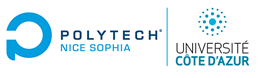 POLYTECH®
NICE SOPHIA
UNIVERSITÉ
CÔTE D'AZUR